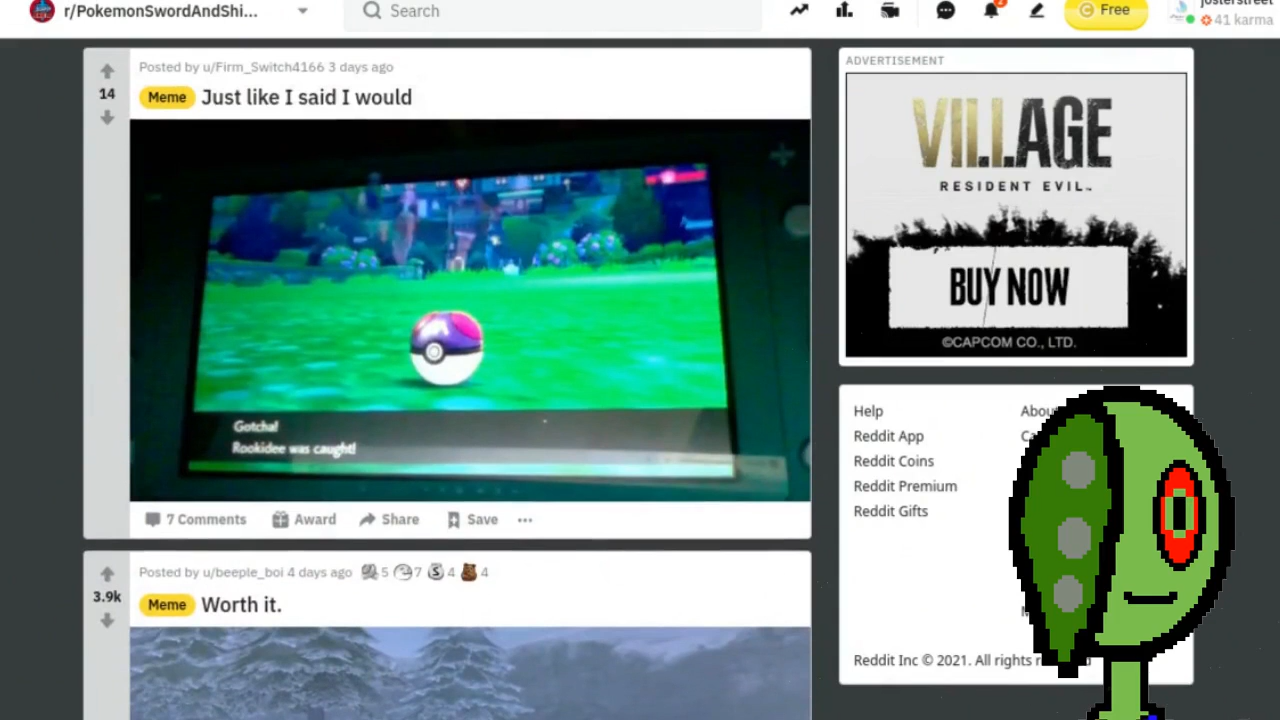 r/PokemonSwordAndShi...
Search
Free
41 karma
Posted by u/Firm_Switch4166 3 days ago
14
Meme Just like I said I would
Gotcha!
Rookidee was caught!
7 Comments Award Share Save
Posted by u/beeple_boi 4 days ago 5 7 4 4
3.9k
Meme Worth it.
ADVERTISEMENT
VILLAGE
RESIDENT EVIL™
BUY NOW
©CAPCOM CO., LTD.
Help
Reddit App
Reddit Coins
Reddit Premium
Reddit Gifts
Reddit Inc © 2021. All rights